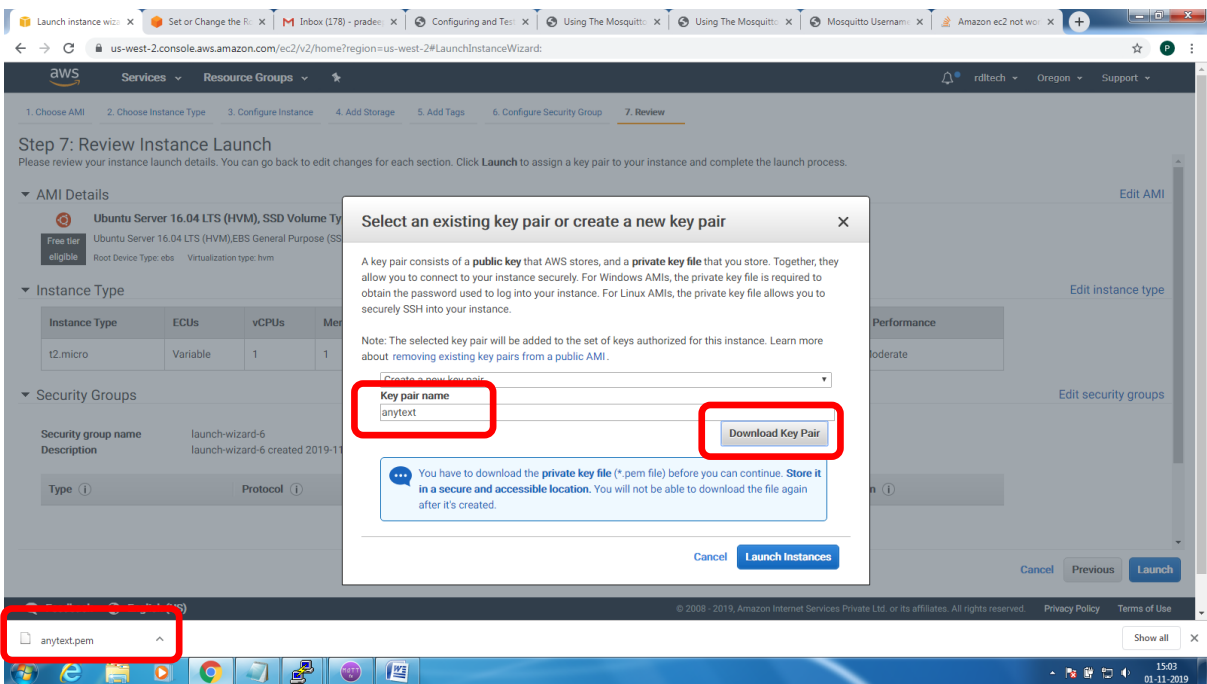 Launch instance wiza
Set or Change the Ro
Inbox (178) - pradeep
Configuring and Test
Using The Mosquitto
Using The Mosquitto
Mosquitto Username
Amazon ec2 not wor
us-west-2.console.aws.amazon.com/ec2/v2/home?region=us-west-2#LaunchInstanceWizard:
P
aws Services Resource Groups rdltech Oregon Support
1. Choose AMI 2. Choose Instance Type 3. Configure Instance 4. Add Storage 5. Add Tags 6. Configure Security Group 7. Review
Step 7: Review Instance Launch
Please review your instance launch details. You can go back to edit changes for each section. Click Launch to assign a key pair to your instance and complete the launch process.
AMI Details Edit AMI
Ubuntu Server 16.04 LTS (HVM), SSD Volume Ty
Free tier eligible
Ubuntu Server 16.04 LTS (HVM),EBS General Purpose (SS
Root Device Type: ebs Virtualization type: hvm
Instance Type Edit instance type
Instance Type ECUs vCPUs Mer Performance
t2.micro Variable 1 1 loderate
Security Groups Edit security groups
Security group name launch-wizard-6
Description launch-wizard-6 created 2019-11
Type Protocol n
Select an existing key pair or create a new key pair
A key pair consists of a public key that AWS stores, and a private key file that you store. Together, they
allow you to connect to your instance securely. For Windows AMIs, the private key file is required to
obtain the password used to log into your instance. For Linux AMIs, the private key file allows you to
securely SSH into your instance.
Note: The selected key pair will be added to the set of keys authorized for this instance. Learn more
about removing existing key pairs from a public AMI.
Create a new key pair
Key pair name
anytext
Download Key Pair
You have to download the private key file (*.pem file) before you can continue. Store it
in a secure and accessible location. You will not be able to download the file again
after it's created.
Cancel Launch Instances
Cancel Previous Launch
(US)
© 2008 - 2019, Amazon Internet Services Private Ltd. or its affiliates. All rights reserved. Privacy Policy Terms of Use
anytext.pem
Show all
15:03
01-11-2019